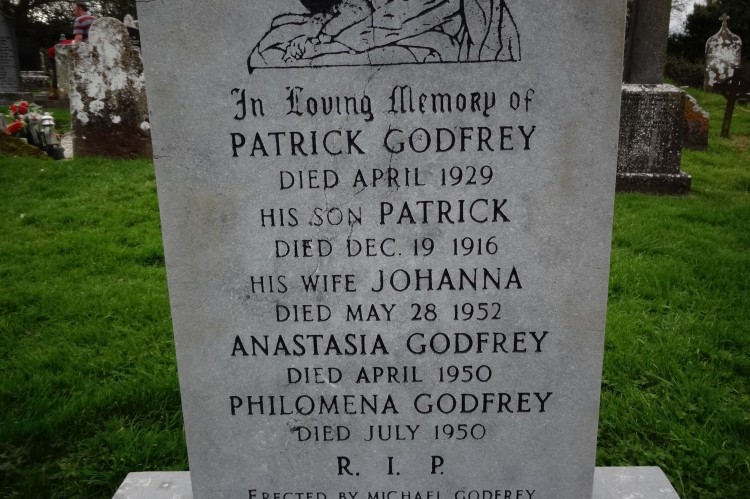 In Loving Memory of
PATRICK GODFREY
DIED APRIL 1929
HIS SON PATRICK
DIED DEC. 19 1916
HIS WIFE JOHANNA
DIED MAY 28 1952
ANASTASIA GODFREY
DIED APRIL 1950
PHILOMENA GODFREY
DIED JULY 1950
R. I. P.
ERECTED BY MICHAEL GODFREY